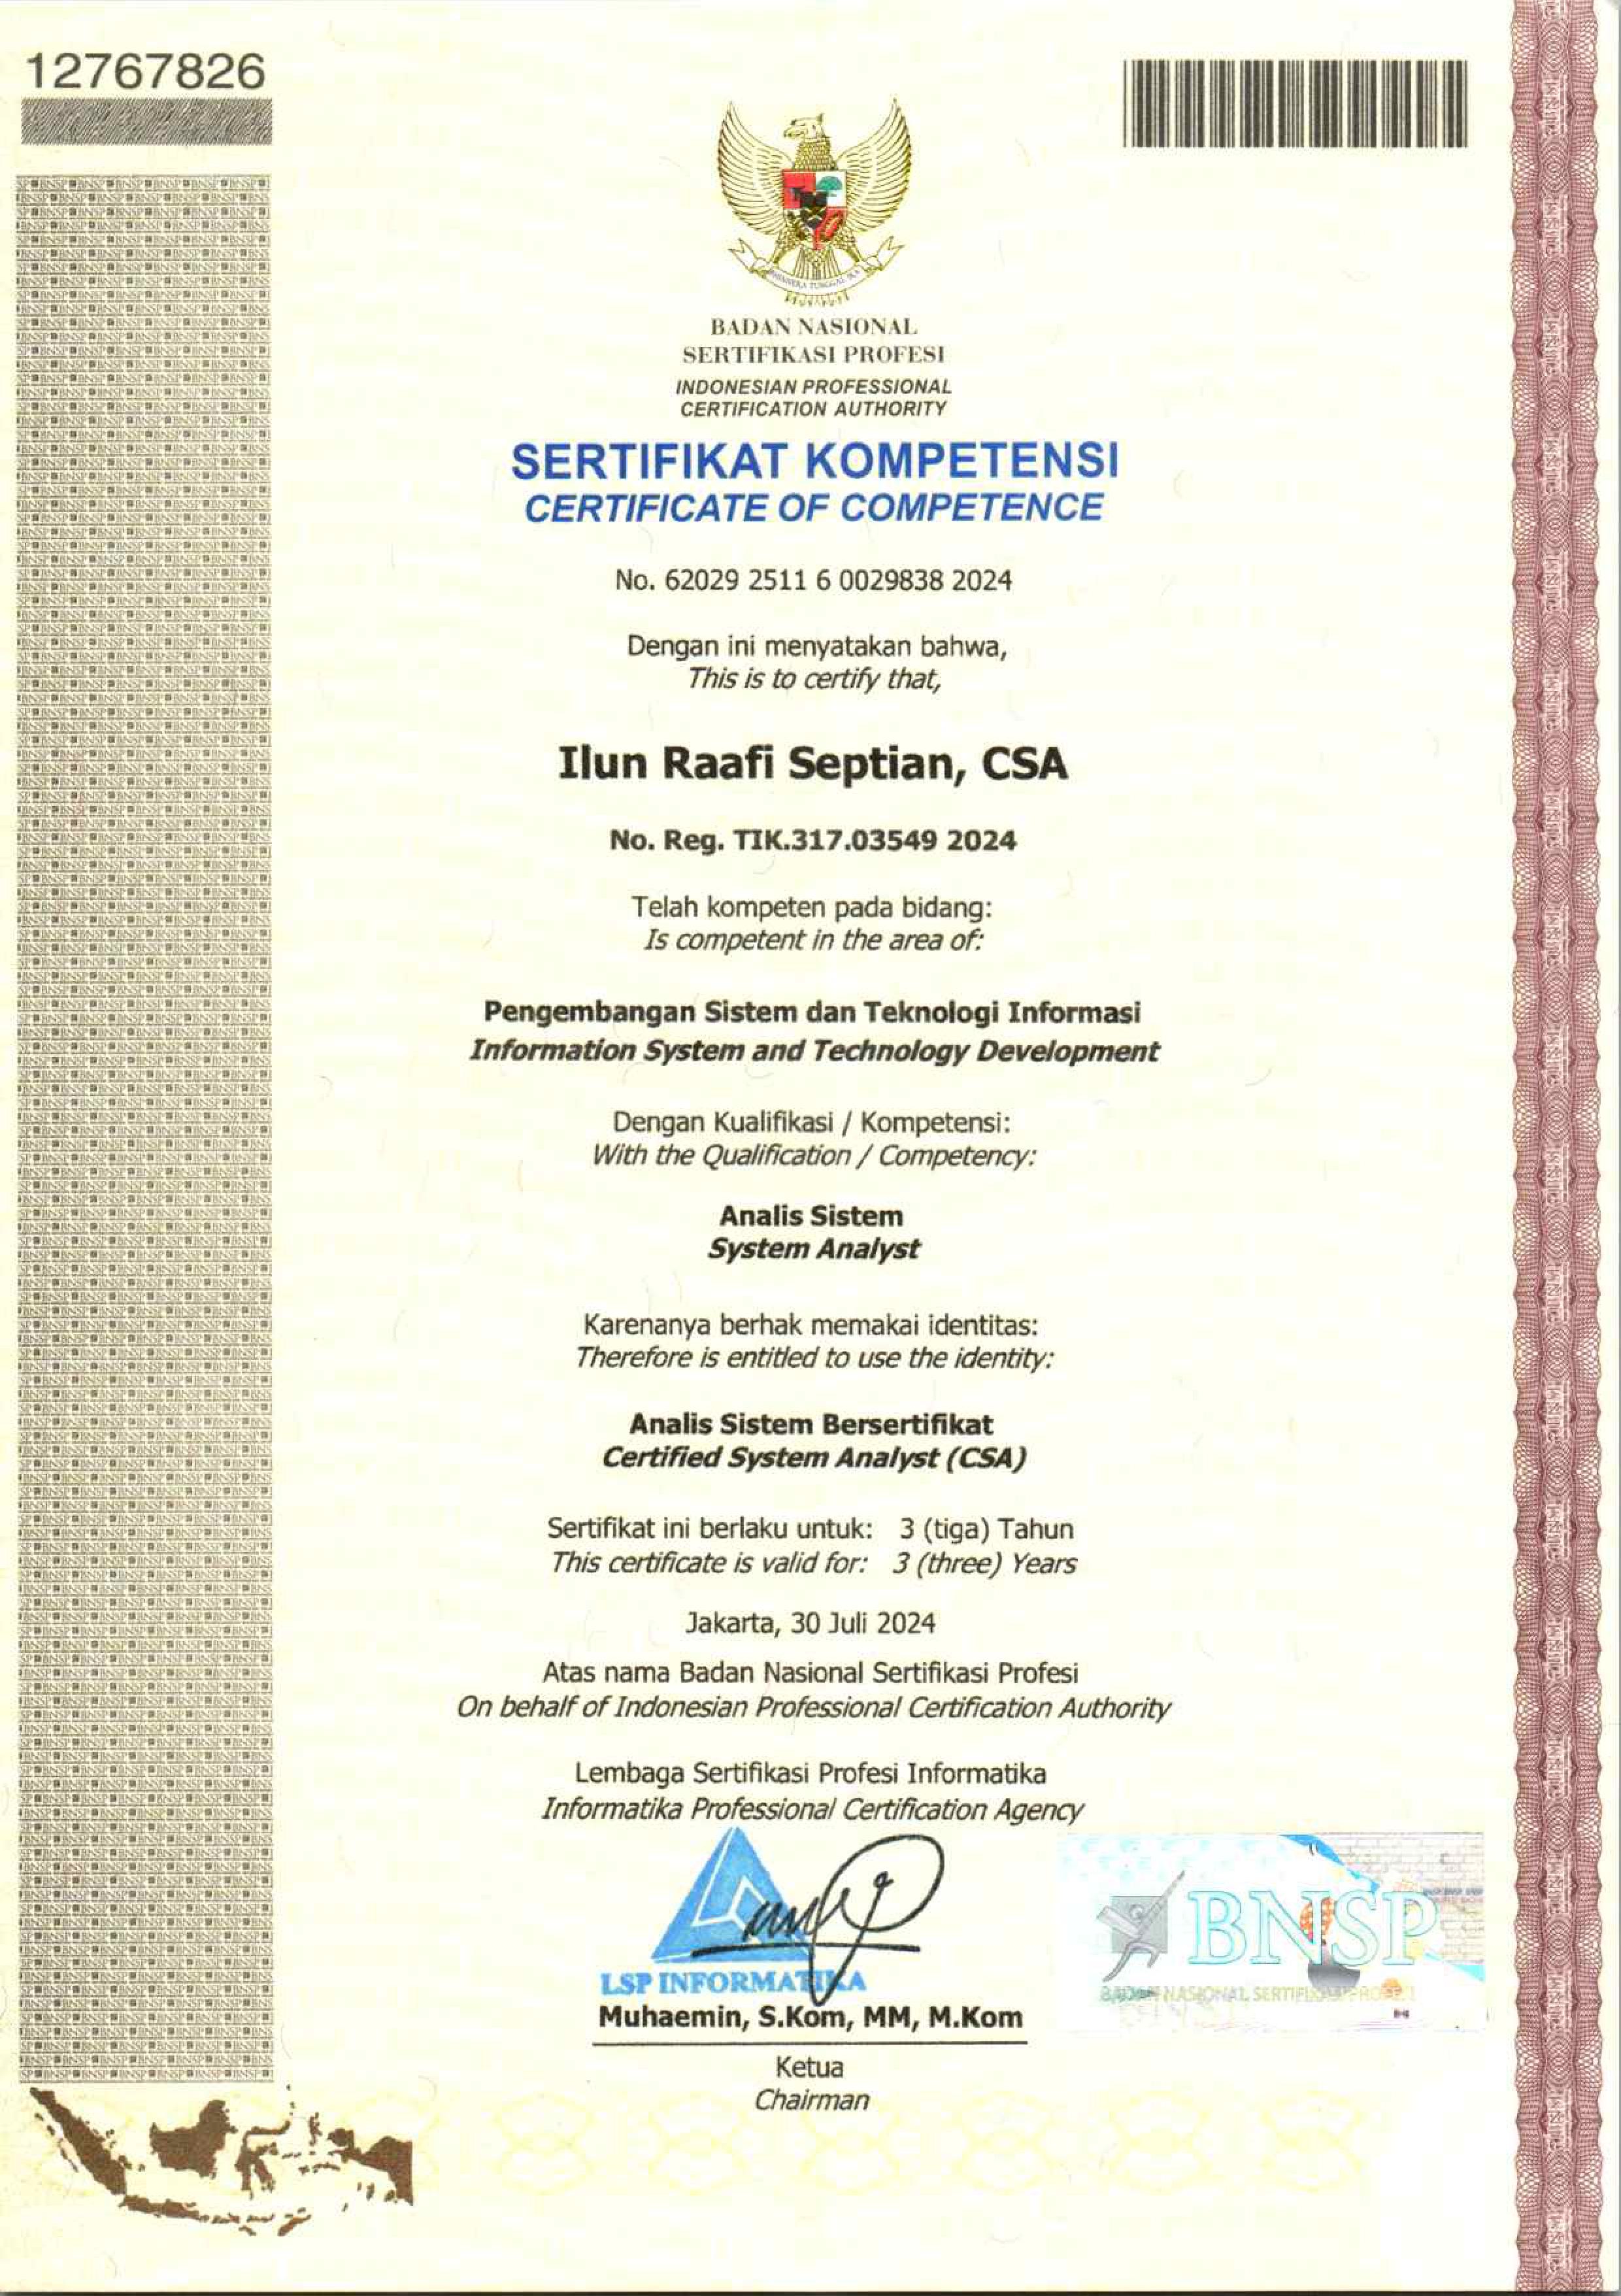 12767826
BHINNEKA TUNGGAL IKA
BADAN NASIONAL
SERTIFIKASI PROFESI
INDONESIAN PROFESSIONAL
CERTIFICATION AUTHORITY
SERTIFIKAT KOMPETENSI
CERTIFICATE OF COMPETENCE
No. 62029 2511 6 0029838 2024
Dengan ini menyatakan bahwa,
This is to certify that,
Ilun Raafi Septian, CSA
No. Reg. TIK.317.03549 2024
Telah kompeten pada bidang:
Is competent in the area of:
Pengembangan Sistem dan Teknologi Informasi
Information System and Technology Development
Dengan Kualifikasi / Kompetensi:
With the Qualification / Competency:
Analis Sistem
System Analyst
Karenanya berhak memakai identitas:
Therefore is entitled to use the identity:
Analis Sistem Bersertifikat
Certified System Analyst (CSA)
Sertifikat ini berlaku untuk: 3 (tiga) Tahun
This certificate is valid for: 3 (three) Years
Jakarta, 30 Juli 2024
Atas nama Badan Nasional Sertifikasi Profesi
On behalf of Indonesian Professional Certification Authority
Lembaga Sertifikasi Profesi Informatika
Informatika Professional Certification Agency
LSP INFORMATIKA
BNSP
BADAN NASIONAL SERTIFIKASI PROFESI
Muhaemin, S.Kom, MM, M.Kom
Ketua
Chairman